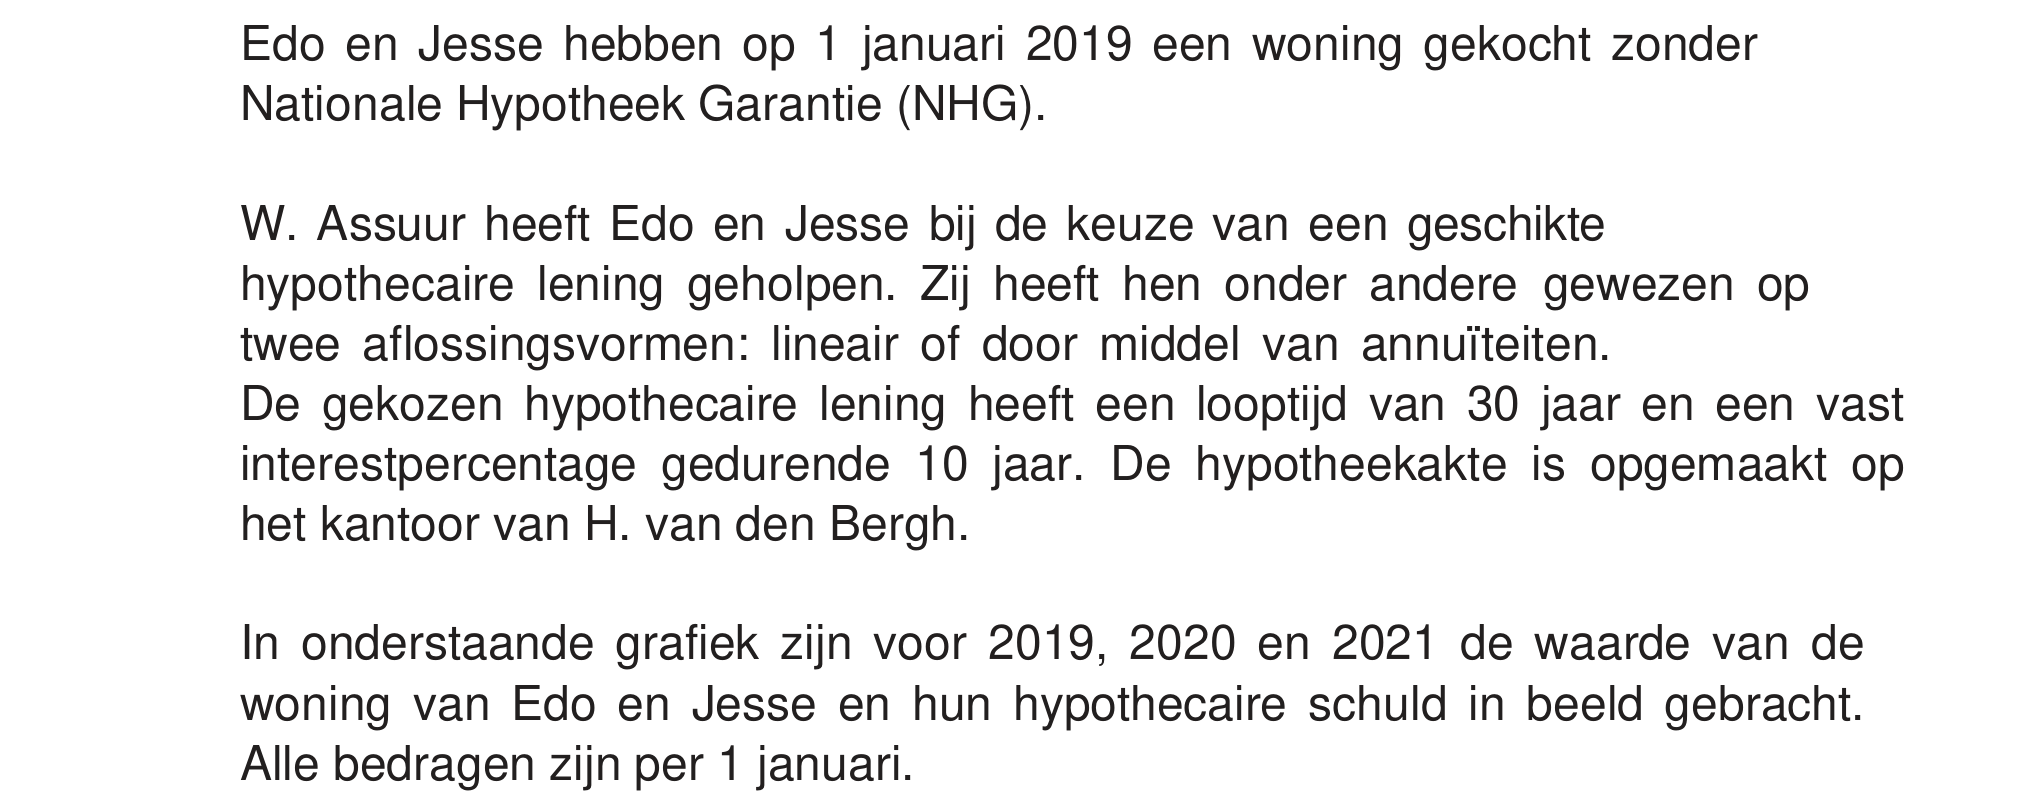 Edo en Jesse hebben op 1 januari 2019 een woning gekocht zonder
Nationale Hypotheek Garantie (NHG).
W. Assuur heeft Edo en Jesse bij de keuze van een geschikte
hypothecaire lening geholpen. Zij heeft hen onder andere gewezen op
twee aflossingsvormen: lineair of door middel van annuïteiten.
De gekozen hypothecaire lening heeft een looptijd van 30 jaar en een vast
interestpercentage gedurende 10 jaar. De hypotheekakte is opgemaakt op
het kantoor van H. van den Bergh.
In onderstaande grafiek zijn voor 2019, 2020 en 2021 de waarde van de
woning van Edo en Jesse en hun hypothecaire schuld in beeld gebracht.
Alle bedragen zijn per 1 januari.